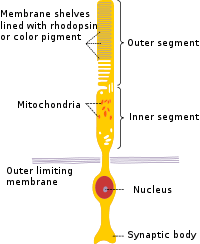 Membrane shelves
lined with rhodopsin
or color pigment
Outer segment
Mitochondria
Inner segment
Outer limiting
membrane
Nucleus
Synaptic body